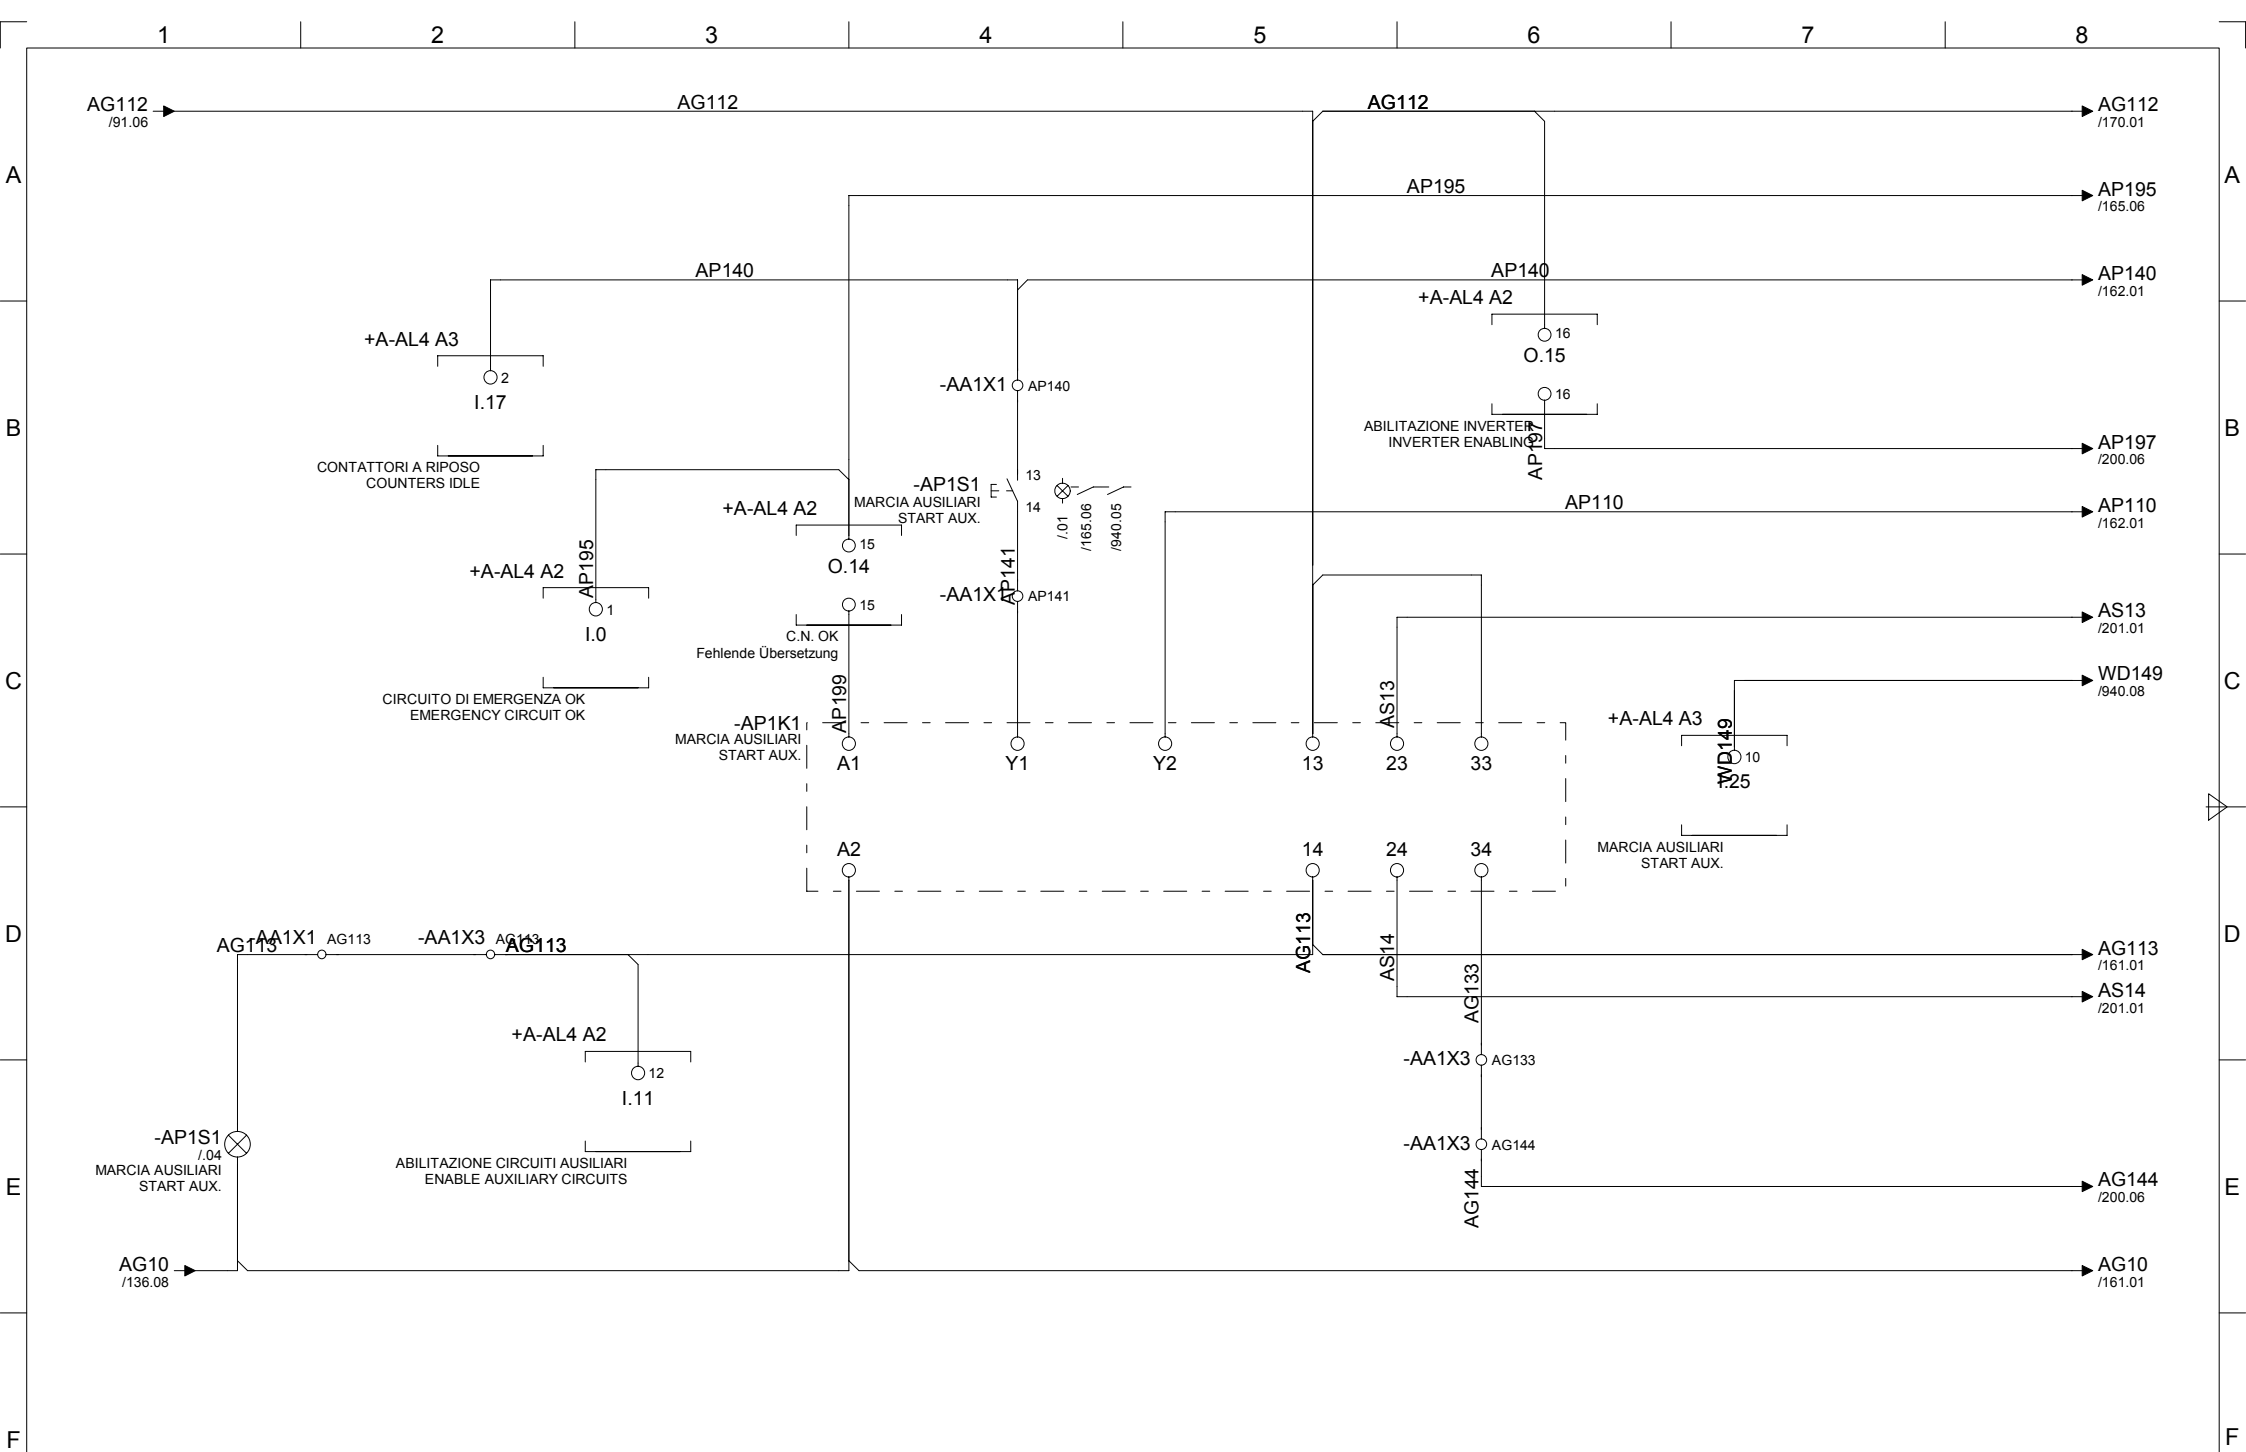 1 2 3 4 5 6 7 8
AG112 AG112 AG112 AG112
/91.06 /170.01
A A
AP195 AP195
/165.06
AP140 AP140 AP140
/162.01
+A-AL4 A2
16
O.15
16
ABILITAZIONE INVERTER
INVERTER ENABLING
AP197
AP197
/200.06
+A-AL4 A3
2
I.17
CONTATTORI A RIPOSO
COUNTERS IDLE
B B
-AA1X1 AP140
-AP1S1
MARCIA AUSILIARI
START AUX.
13
14
/.01
/165.06
/940.05
AP141
-AA1X1 AP141
AP110 AP110
/162.01
+A-AL4 A2
15
O.14
15
C.N. OK
Fehlende Übersetzung
AP195
+A-AL4 A2
1
I.0
CIRCUITO DI EMERGENZA OK
EMERGENCY CIRCUIT OK
AS13
/201.01
C C
WD149
/940.08
AP199
AS13
-AP1K1
MARCIA AUSILIARI
START AUX.
A1 Y1 Y2 13 23 33
+A-AL4 A3
WD149
10
I.25
MARCIA AUSILIARI
START AUX.
A2 14 24 34
D D
AG113 -AA1X1 AG113 -AA1X3 AG113 AG113
AG113
AS14
AG133
AG113
/161.01
AS14
/201.01
+A-AL4 A2
12
I.11
ABILITAZIONE CIRCUITI AUSILIARI
ENABLE AUXILIARY CIRCUITS
-AA1X3 AG133
-AA1X3 AG144
AG144
-AP1S1
/.04
MARCIA AUSILIARI
START AUX.
E E
AG144
/200.06
AG10 AG10
/136.08 /161.01
F F